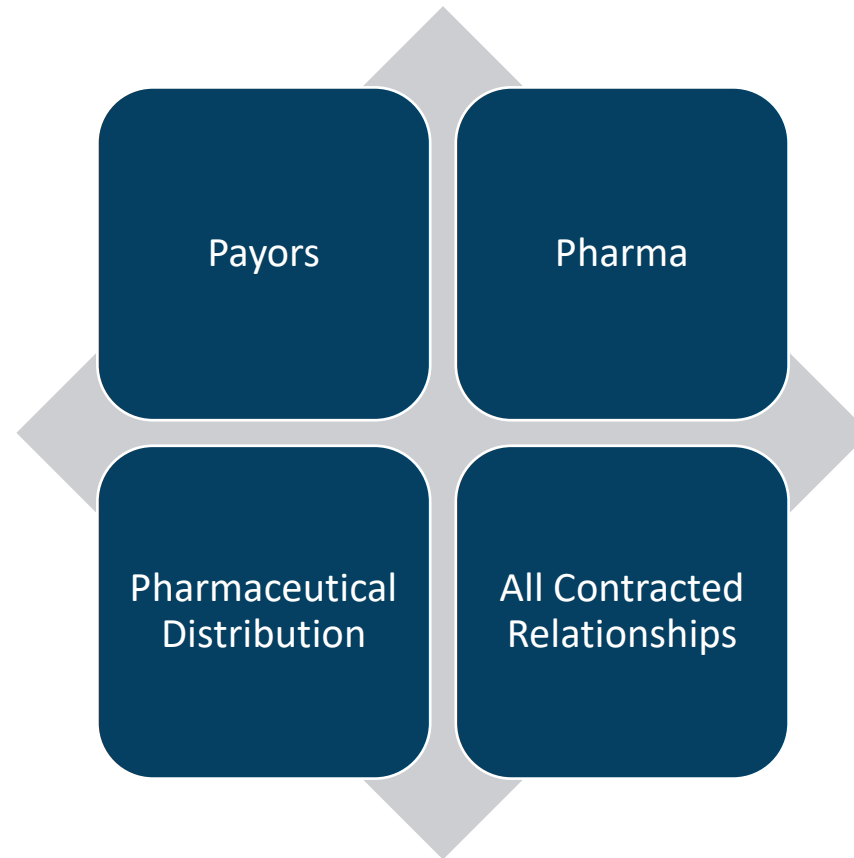 Payors
Pharma
Pharmaceutical
Distribution
All Contracted
Relationships